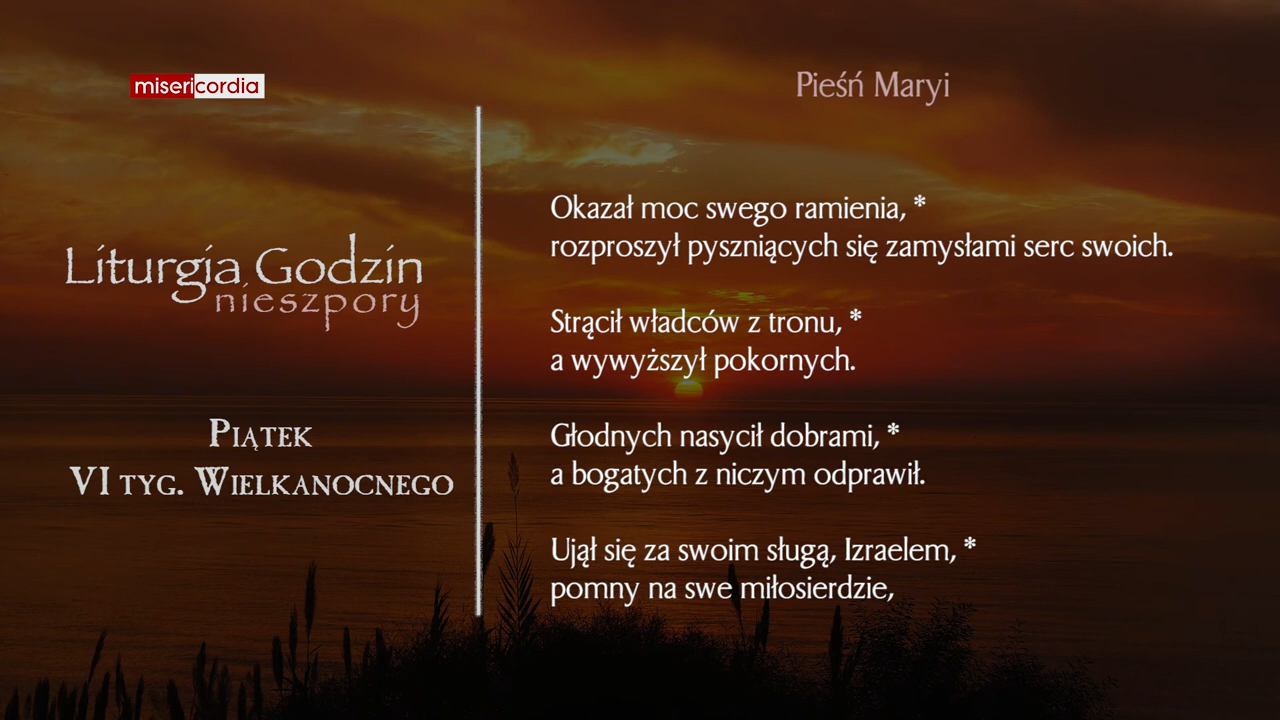 misericordia
Liturgia Godzin
nieszpory
Piątek
VI tyg. Wielkanocnego
Pieśń Maryi
Okazał moc swego ramienia, *
rozproszył pyszniących się zamysłami serc swoich.
Strącił władców z tronu, *
a wywyższył pokornych.
Głodnych nasycił dobrami, *
a bogatych z niczym odprawił.
Ujął się za swoim sługą, Izraelem, *
pomny na swe miłosierdzie,